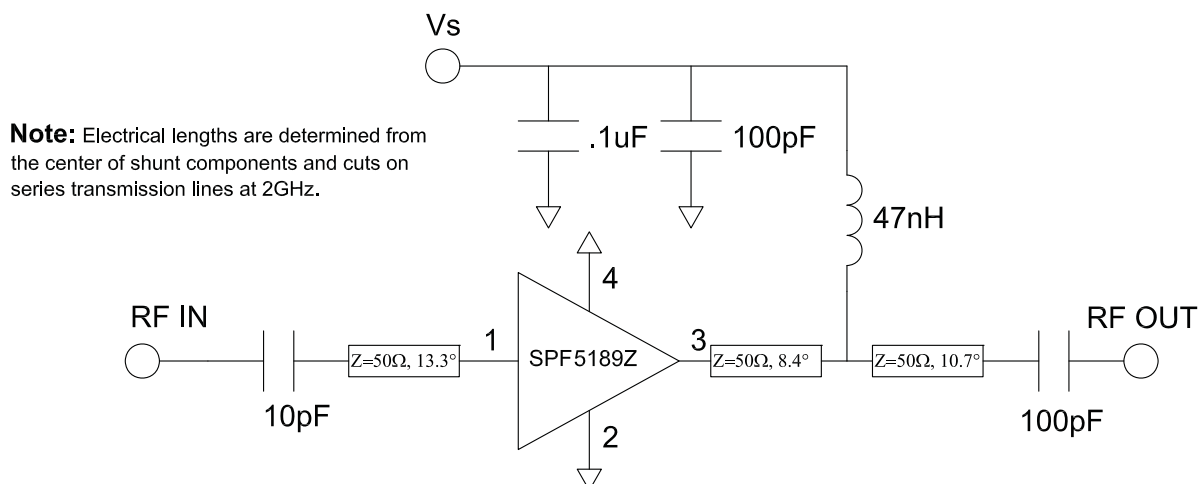 Vs
Note: Electrical lengths are determined from
the center of shunt components and cuts on
series transmission lines at 2GHz.
.1uF
100pF
47nH
4
RF IN
1
SPF5189Z
3
RF OUT
Z=50Ω, 13.3°
Z=50Ω, 8.4°
Z=50Ω, 10.7°
10pF
2
100pF